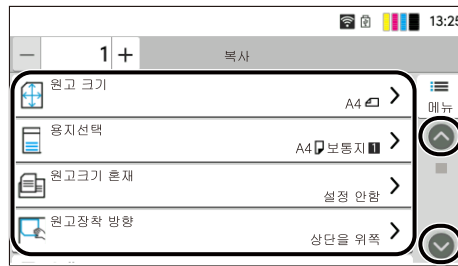 13:25
1
복사
원고 크기
A4
메뉴
용지선택
A4 보통지 1
원고크기 혼재
설정 안함
원고장착 방향
상단을 위쪽